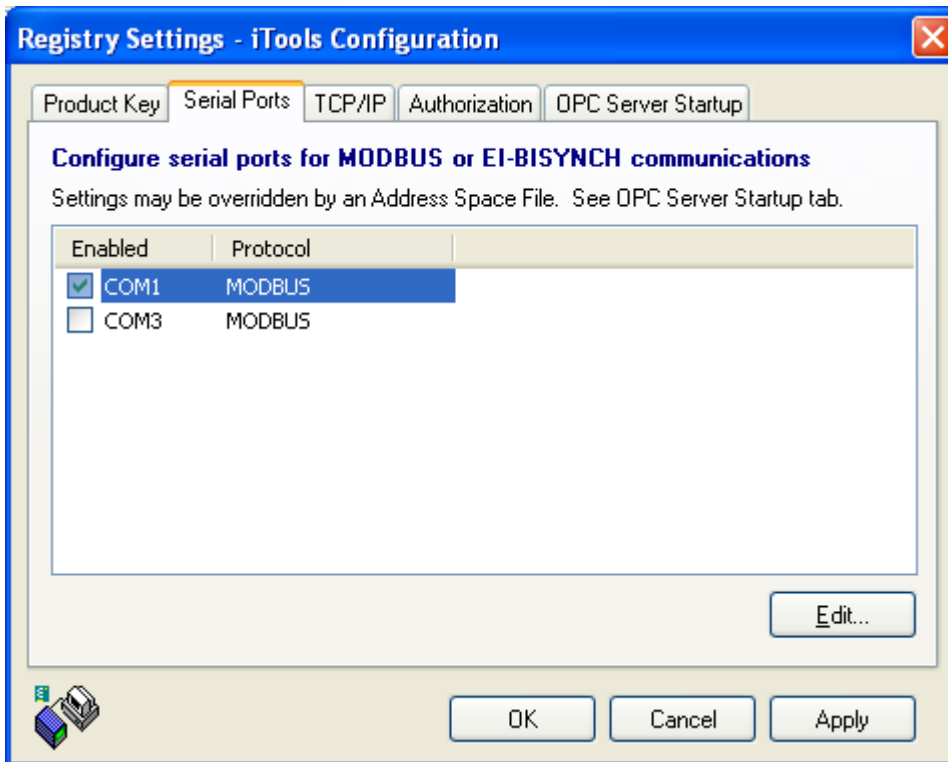 Registry Settings - iTools Configuration
Product Key Serial Ports TCP/IP Authorization OPC Server Startup
Configure serial ports for MODBUS or EI-BISYNCH communications
Settings may be overridden by an Address Space File. See OPC Server Startup tab.
Enabled Protocol
COM1 MODBUS
COM3 MODBUS
Edit...
OK Cancel Apply